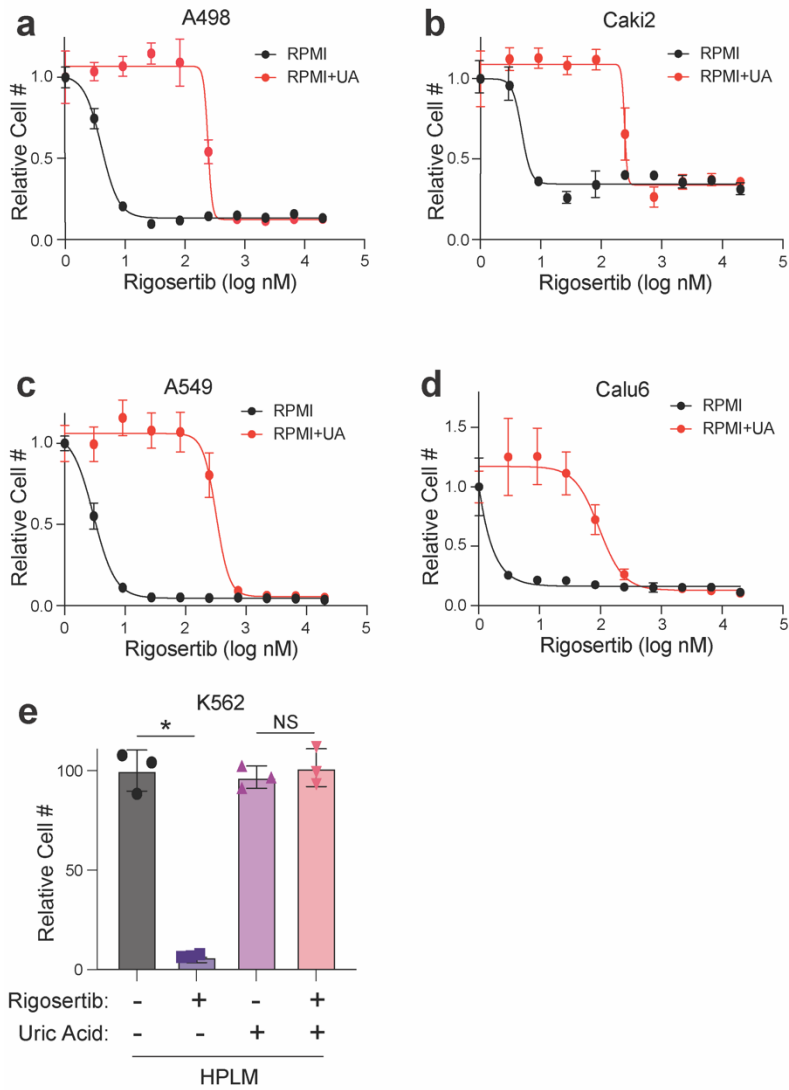 a
A498
Relative Cell #
1.0
0.5
0.0
RPMI
RPMI+UA
0 1 2 3 4 5
Rigosertib (log nM)
b
Caki2
Relative Cell #
1.0
0.5
0.0
RPMI
RPMI+UA
0 1 2 3 4 5
Rigosertib (log nM)
c
A549
Relative Cell #
1.0
0.5
0.0
RPMI
RPMI+UA
0 1 2 3 4 5
Rigosertib (log nM)
d
Calu6
Relative Cell #
1.5
1.0
0.5
0.0
RPMI
RPMI+UA
0 1 2 3 4 5
Rigosertib (log nM)
e
K562
* NS
Relative Cell #
100
50
0
Rigosertib: - + - +
Uric Acid: - - + +
HPLM